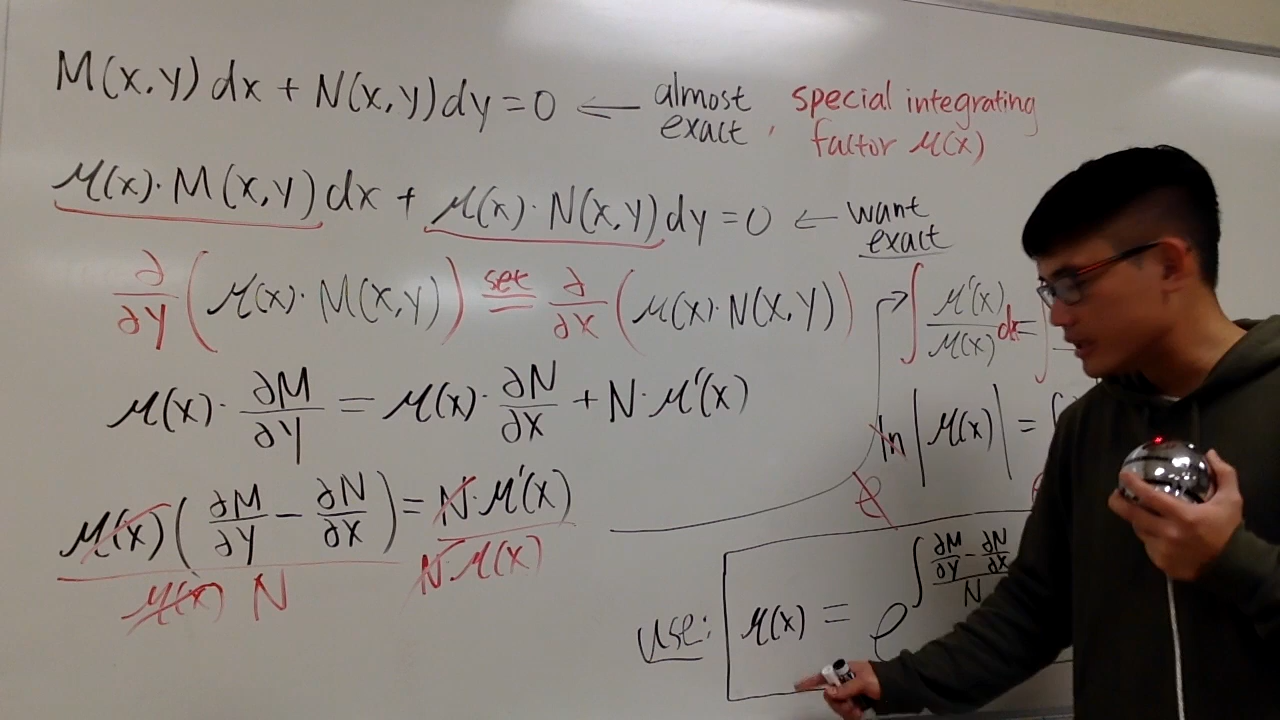 M(x,y) dx + N(x,y) dy = 0 ← almost exact, special integrating factor μ(x)
μ(x)·M(x,y) dx + μ(x)·N(x,y) dy = 0 ← want exact
∂/∂y (μ(x)·M(x,y)) set = ∂/∂x (μ(x)·N(x,y))
μ(x)·∂M/∂y = μ(x)·∂N/∂x + N·μ'(x)
μ(x)(∂M/∂y − ∂N/∂x) / μ(x) N = N·μ'(x) / N·μ(x)
∫ μ'(x)/μ(x) dx = ∫
ln |μ(x)| = ∫
e
use: μ(x) = e^∫ (∂M/∂y − ∂N/∂x)/N